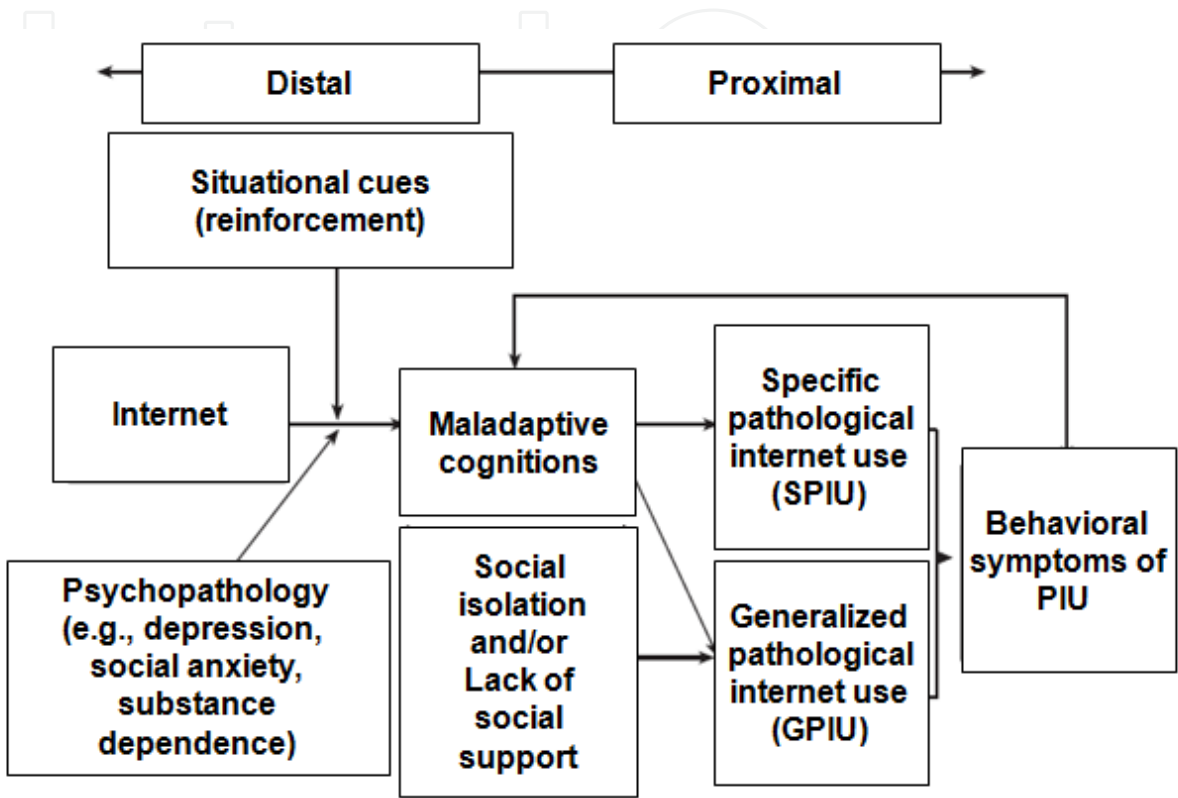 Distal
Proximal
Situational cues
(reinforcement)
Internet
Maladaptive
cognitions
Specific
pathological
internet use
(SPIU)
Behavioral
symptoms of
PIU
Psychopathology
(e.g., depression,
social anxiety,
substance
dependence)
Social
isolation
and/or
Lack of
social
support
Generalized
pathological
internet use
(GPIU)